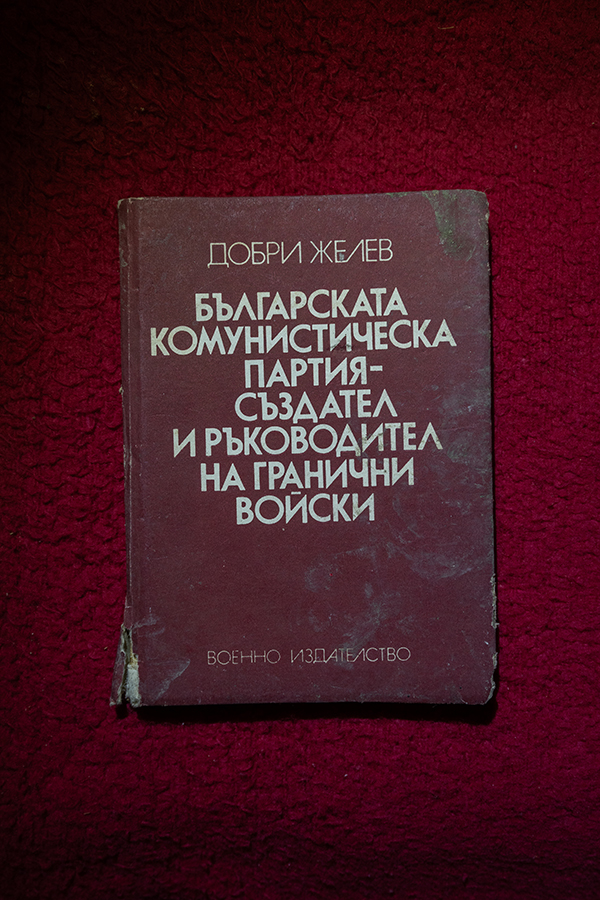 ДОБРИ ЖЕЛЕВ
БЪЛГАРСКАТА
КОМУНИСТИЧЕСКА
ПАРТИЯ–
СЪЗДАТЕЛ
И РЪКОВОДИТЕЛ
НА ГРАНИЧНИ
ВОЙСКИ
ВОЕННО ИЗДАТЕЛСТВО